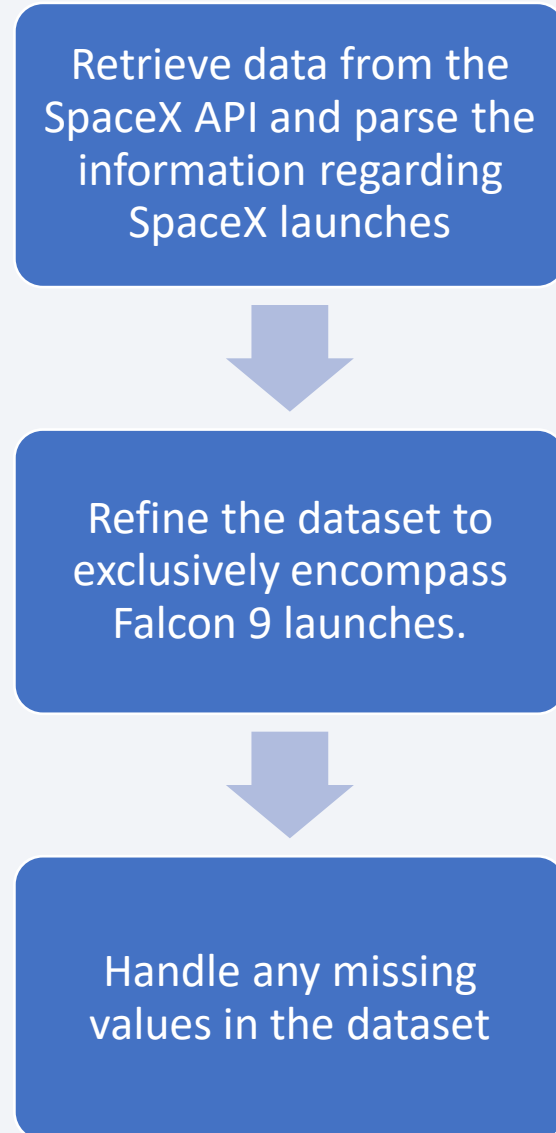 Retrieve data from the
SpaceX API and parse the
information regarding
SpaceX launches
Refine the dataset to
exclusively encompass
Falcon 9 launches.
Handle any missing
values in the dataset